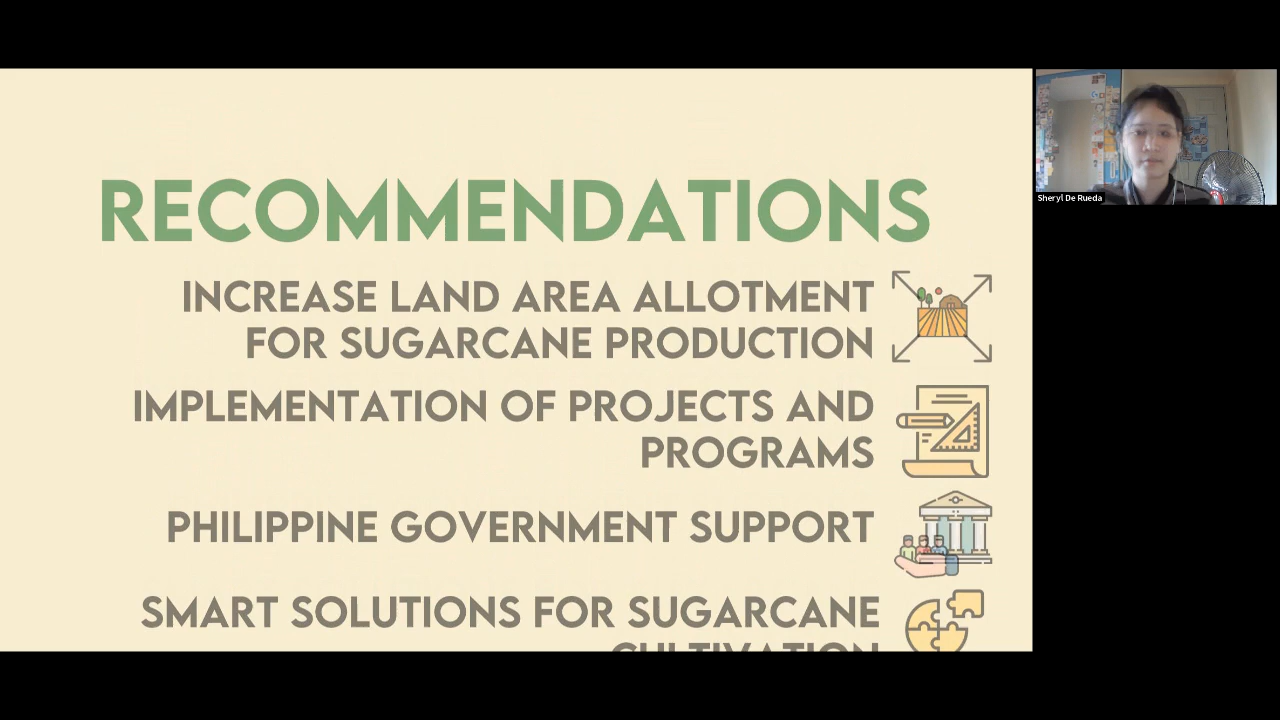 RECOMMENDATIONS
INCREASE LAND AREA ALLOTMENT
FOR SUGARCANE PRODUCTION
IMPLEMENTATION OF PROJECTS AND
PROGRAMS
PHILIPPINE GOVERNMENT SUPPORT
SMART SOLUTIONS FOR SUGARCANE
CULTIVATION
Sheryl De Rueda